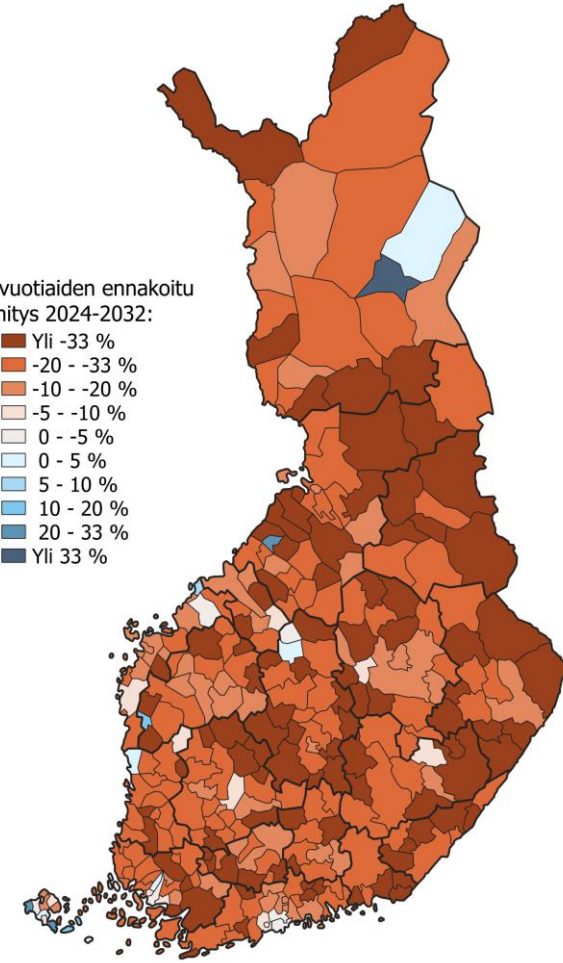 vuotiaiden ennakoitu
nitys 2024-2032:
Yli -33 %
-20 - -33 %
-10 - -20 %
-5 - -10 %
0 - -5 %
0 - 5 %
5 - 10 %
10 - 20 %
20 - 33 %
Yli 33 %